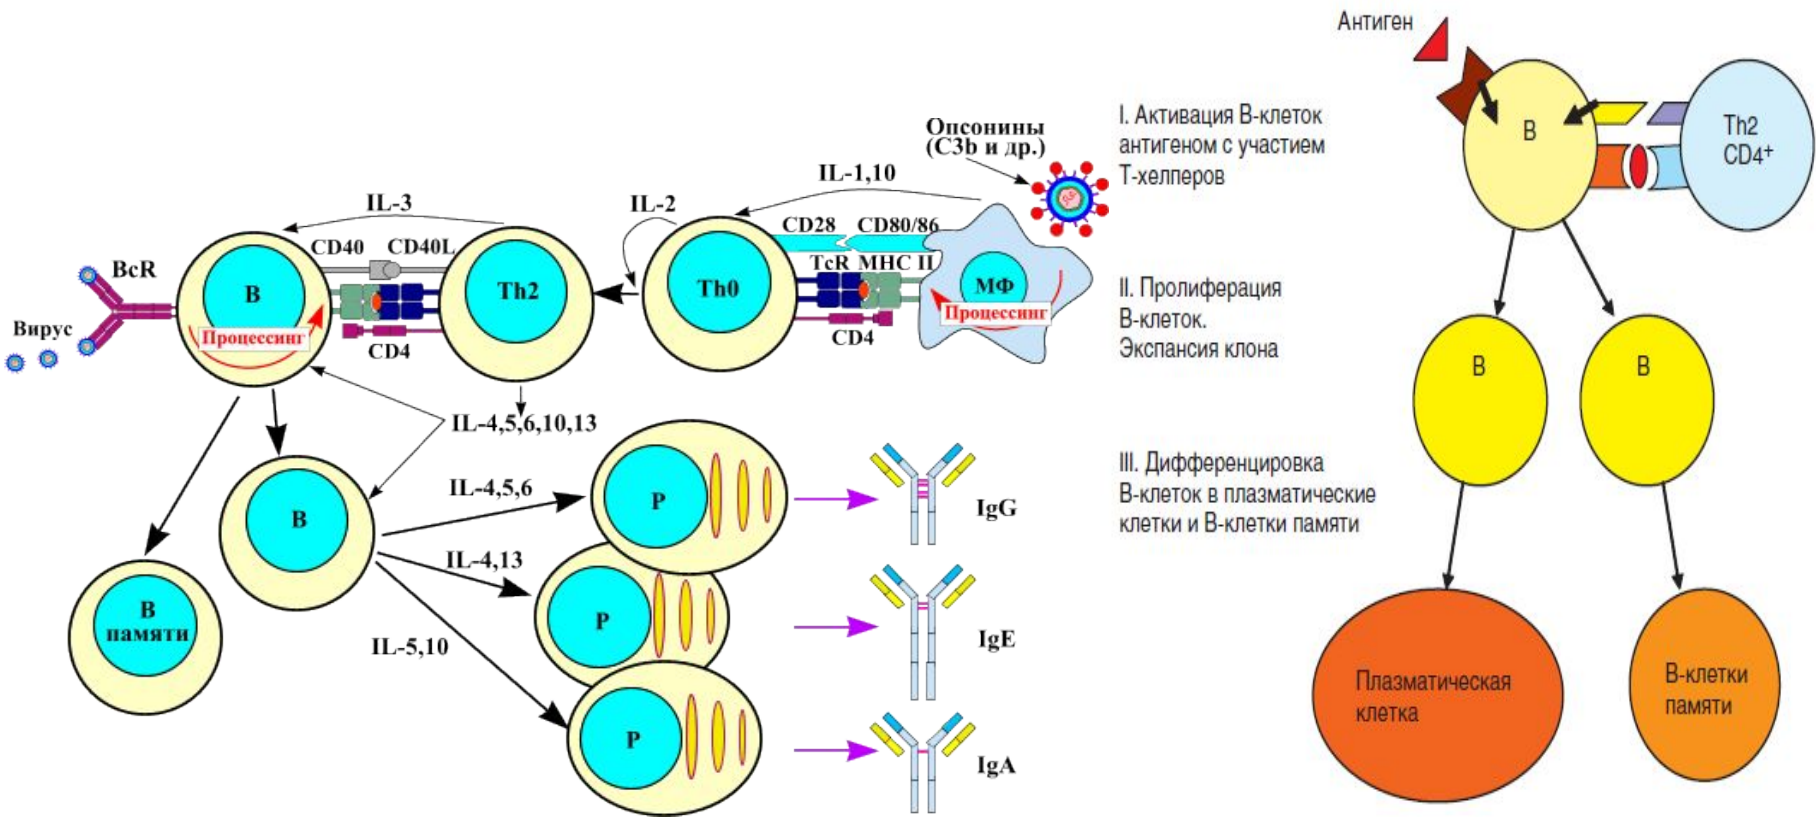 Опсонины
(C3b и др.)
IL-1,10
IL-2
IL-3
CD28
CD80/86
CD40
CD40L
TcR
MHC II
BcR
Вирус
В
Процессинг
Th2
Th0
МФ
Процессинг
CD4
CD4
IL-4,5,6,10,13
В
IL-4,5,6
P
IgG
IL-4,13
P
IgE
В
памяти
IL-5,10
P
IgA
Антиген
I. Активация В-клеток
антигеном с участием
Т-хелперов
В
Th2
CD4+
II. Пролиферация
В-клеток.
Экспансия клона
В
В
III. Дифференцировка
В-клеток в плазматические
клетки и В-клетки памяти
Плазматическая
клетка
В-клетки
памяти